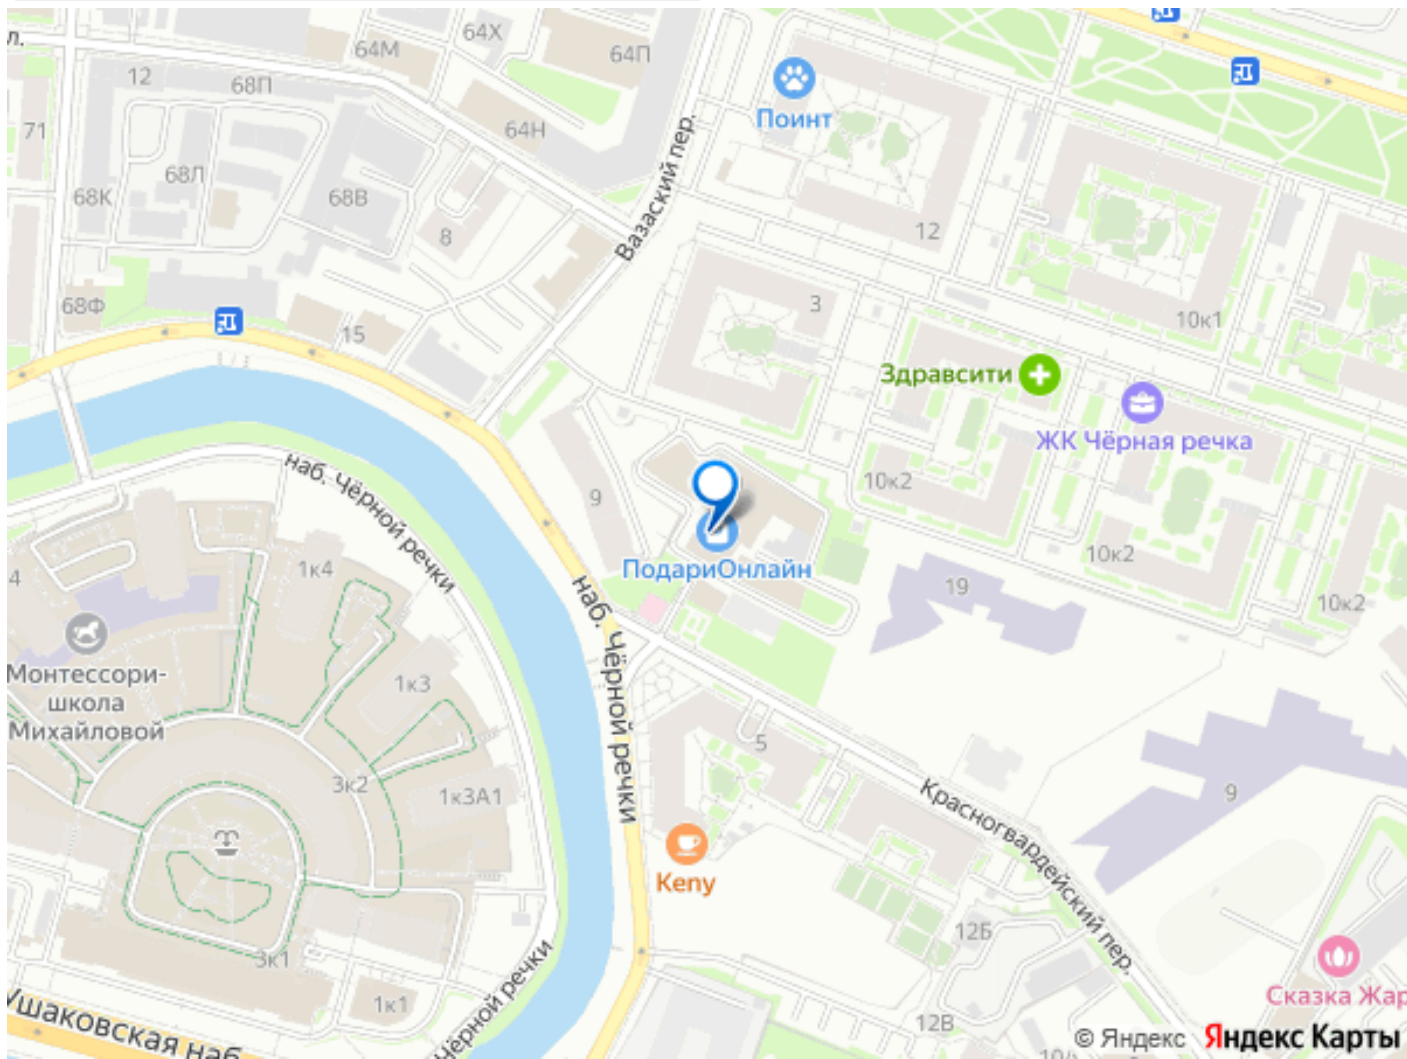 л.
64М
64Х
64П
12
68П
Поинт
71
64Н
Вазаский пер.
68Л
68К
68В
8
12
68Ф
15
3
10к1
Здравсити
ЖК Чёрная речка
наб. Чёрной речки
9
10к2
10к2
ПодариОнлайн
1к4
наб. Чёрной речки
19
10к2
4
Монтессори-
школа
Михайловой
1к3
5
3к2
1к3А1
Красногвардейский пер.
9
Keny
12Б
3к1
1к1
Чёрной речки
Сказка Жар
Ушаковская наб
12В
© Яндекс Яндекс Карты